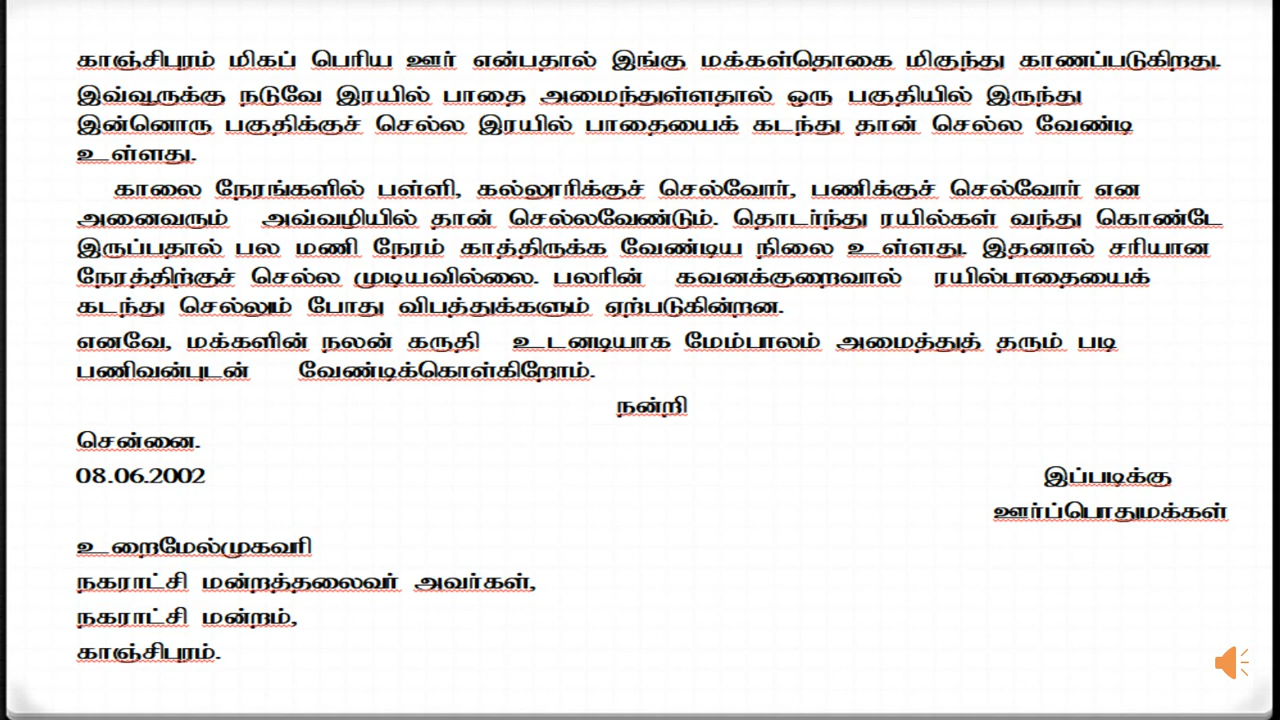 காஞ்சிபுரம் மிகப் பெரிய ஊர் என்பதால் இங்கு மக்கள்தொகை மிகுந்து காணப்படுகிறது.
இவ்வூருக்கு நடுவே இரயில் பாதை அமைந்துள்ளதால் ஒரு பகுதியில் இருந்து
இன்னொரு பகுதிக்குச் செல்ல இரயில் பாதையைக் கடந்து தான் செல்ல வேண்டி
உள்ளது.
காலை நேரங்களில் பள்ளி, கல்லூரிக்குச் செல்வோர், பணிக்குச் செல்வோர் என
அனைவரும் அவ்வழியில் தான் செல்லவேண்டும். தொடர்ந்து ரயில்கள் வந்து கொண்டே
இருப்பதால் பல மணி நேரம் காத்திருக்க வேண்டிய நிலை உள்ளது. இதனால் சரியான
நேரத்திற்குச் செல்ல முடியவில்லை. பலரின் கவனக்குறைவால் ரயில்பாதையைக்
கடந்து செல்லும் போது விபத்துக்களும் ஏற்படுகின்றன.
எனவே, மக்களின் நலன் கருதி உடனடியாக மேம்பாலம் அமைத்துத் தரும் படி
பணிவன்புடன் வேண்டிக்கொள்கிறோம்.
நன்றி
சென்னை.
08.06.2002 இப்படிக்கு
ஊர்ப்பொதுமக்கள்
உறைமேல்முகவரி
நகராட்சி மன்றத்தலைவர் அவர்கள்,
நகராட்சி மன்றம்,
காஞ்சிபுரம்.